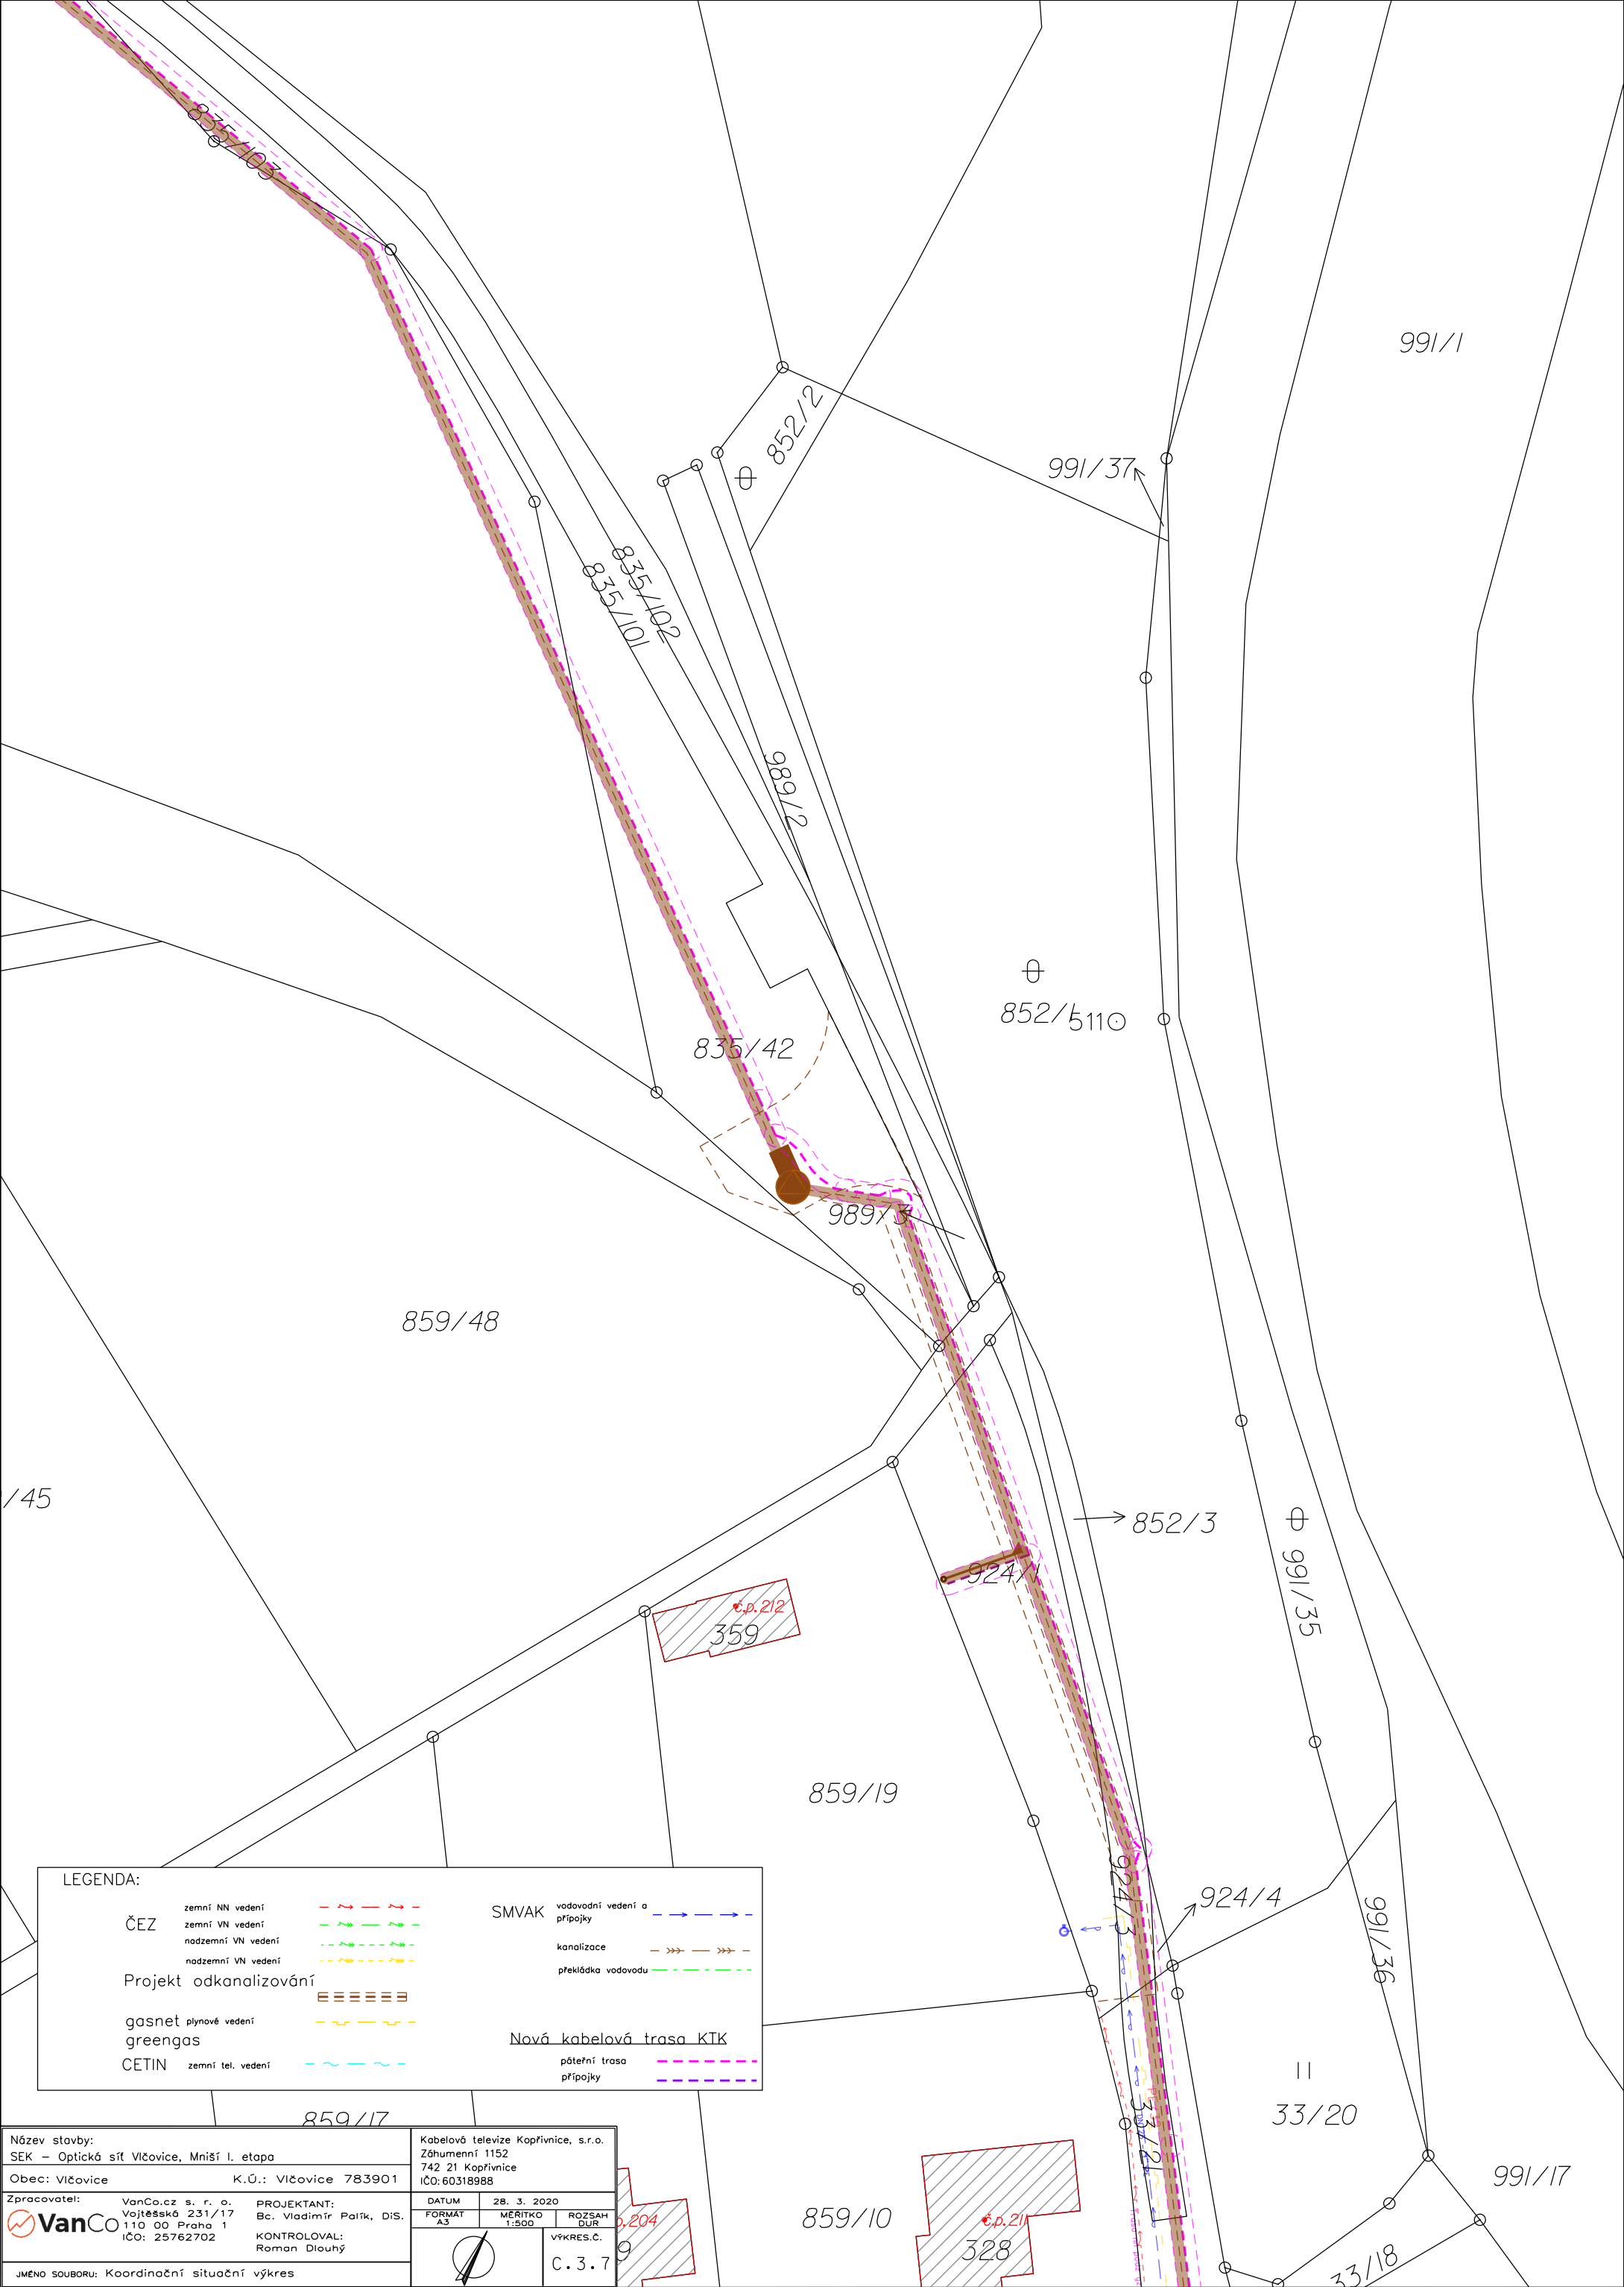 835/103
991/1
852/2
991/37
835/102
835/101
989/2
852/1
511
835/42
989/3
859/48
/45
852/3
924/1
991/35
č.p.212
359
859/19
924/3
924/4
991/36
LEGENDA:
ČEZ
zemní NN vedení
zemní VN vedení
nadzemní VN vedení
nadzemní VN vedení
Projekt odkanalizování
gasnet plynové vedení
greengas
CETIN zemní tel. vedení
SMVAK vodovodní vedení a
přípojky
kanalizace
překládka vodovodu
Nová kabelová trasa KTK
páteřní trasa
přípojky
33/20
33/21
859/17
991/17
859/10
č.p.211
328
33/18
p.204
9
Název stavby:
SEK – Optická síť Vlčovice, Mniší I. etapa
Obec: Vlčovice K.Ú.: Vlčovice 783901
Zpracovatel:
VanCo
VanCo.cz s. r. o.
Vojtěšská 231/17
110 00 Praha 1
IČO: 25762702
PROJEKTANT:
Bc. Vladimír Palík, DiS.
KONTROLOVAL:
Roman Dlouhý
JMÉNO SOUBORU: Koordinační situační výkres
Kabelová televize Kopřivnice, s.r.o.
Záhumenní 1152
742 21 Kopřivnice
IČO:60318988
DATUM 28. 3. 2020
FORMÁT A3
MĚŘÍTKO 1:500
ROZSAH DUR
VÝKRES.Č.
C.3.7